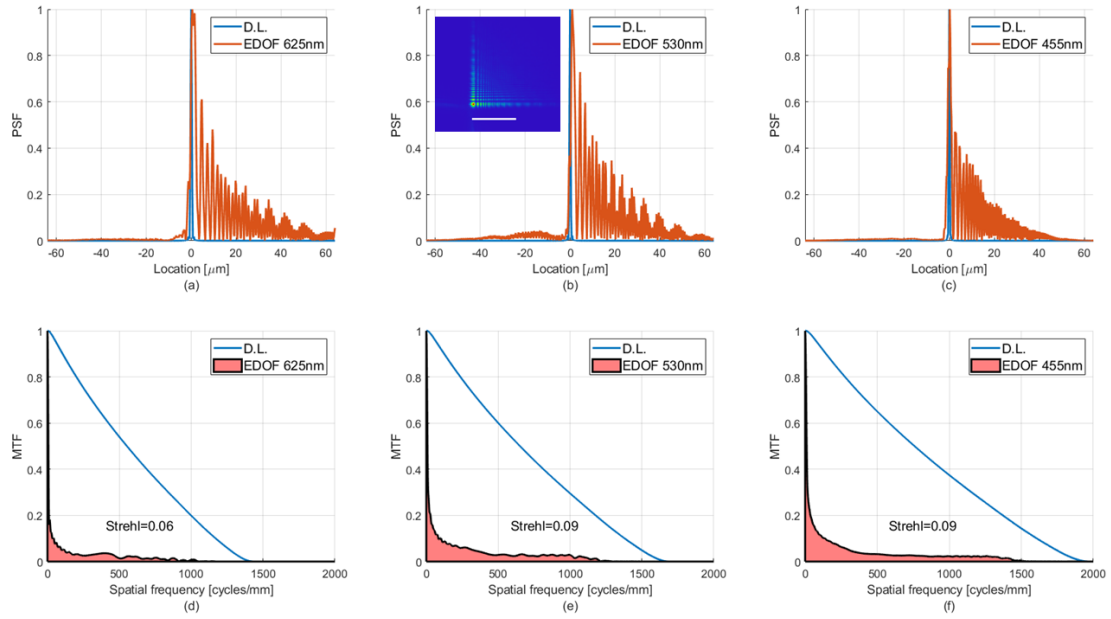 1
0.8
0.6
0.4
0.2
0
PSF
D.L.
EDOF 625nm
-60 -40 -20 0 20 40 60
Location [μm]
(a)
1
0.8
0.6
0.4
0.2
0
PSF
D.L.
EDOF 530nm
-60 -40 -20 0 20 40 60
Location [μm]
(b)
1
0.8
0.6
0.4
0.2
0
PSF
D.L.
EDOF 455nm
-60 -40 -20 0 20 40 60
Location [μm]
(c)
1
0.8
0.6
0.4
0.2
0
MTF
D.L.
EDOF 625nm
Strehl=0.06
0 500 1000 1500 2000
Spatial frequency [cycles/mm]
(d)
1
0.8
0.6
0.4
0.2
0
MTF
D.L.
EDOF 530nm
Strehl=0.09
0 500 1000 1500 2000
Spatial frequency [cycles/mm]
(e)
1
0.8
0.6
0.4
0.2
0
MTF
D.L.
EDOF 455nm
Strehl=0.09
0 500 1000 1500 2000
Spatial frequency [cycles/mm]
(f)